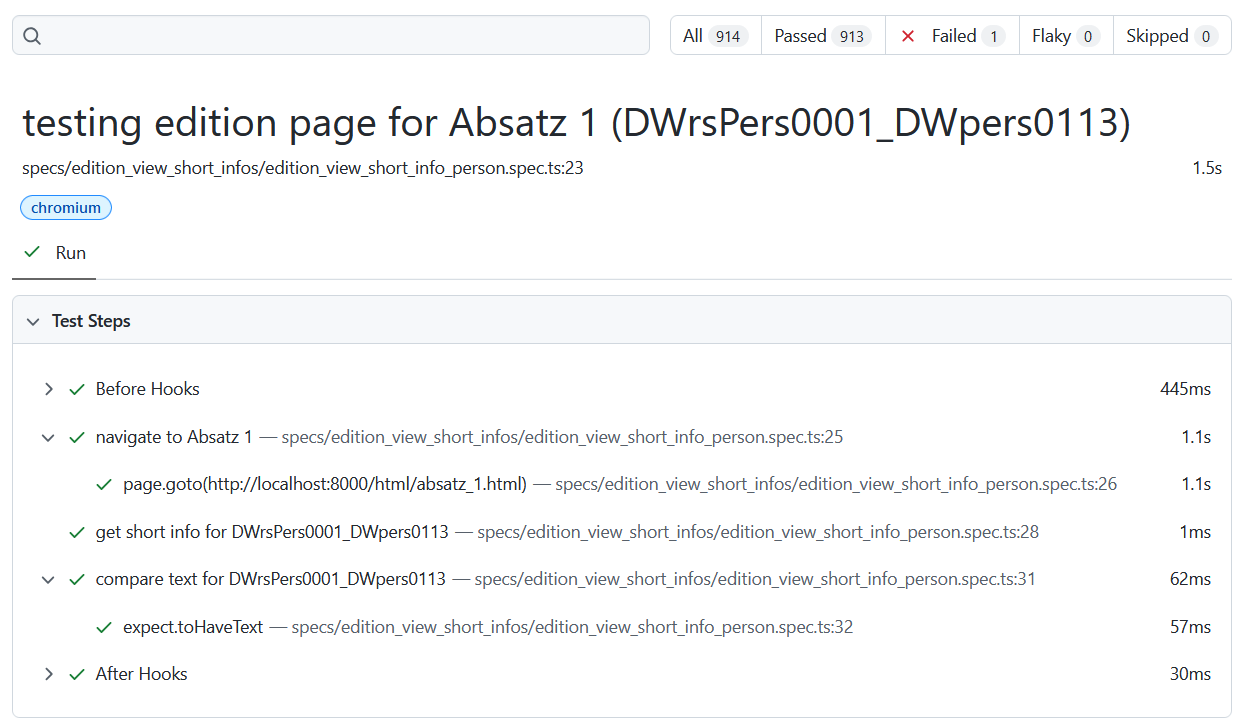 All 914 Passed 913 Failed 1 Flaky 0 Skipped 0
testing edition page for Absatz 1 (DWrsPers0001_DWpers0113)
specs/edition_view_short_infos/edition_view_short_info_person.spec.ts:23 1.5s
chromium
Run
Test Steps
Before Hooks 445ms
navigate to Absatz 1 — specs/edition_view_short_infos/edition_view_short_info_person.spec.ts:25 1.1s
page.goto(http://localhost:8000/html/absatz_1.html) — specs/edition_view_short_infos/edition_view_short_info_person.spec.ts:26 1.1s
get short info for DWrsPers0001_DWpers0113 — specs/edition_view_short_infos/edition_view_short_info_person.spec.ts:28 1ms
compare text for DWrsPers0001_DWpers0113 — specs/edition_view_short_infos/edition_view_short_info_person.spec.ts:31 62ms
expect.toHaveText — specs/edition_view_short_infos/edition_view_short_info_person.spec.ts:32 57ms
After Hooks 30ms